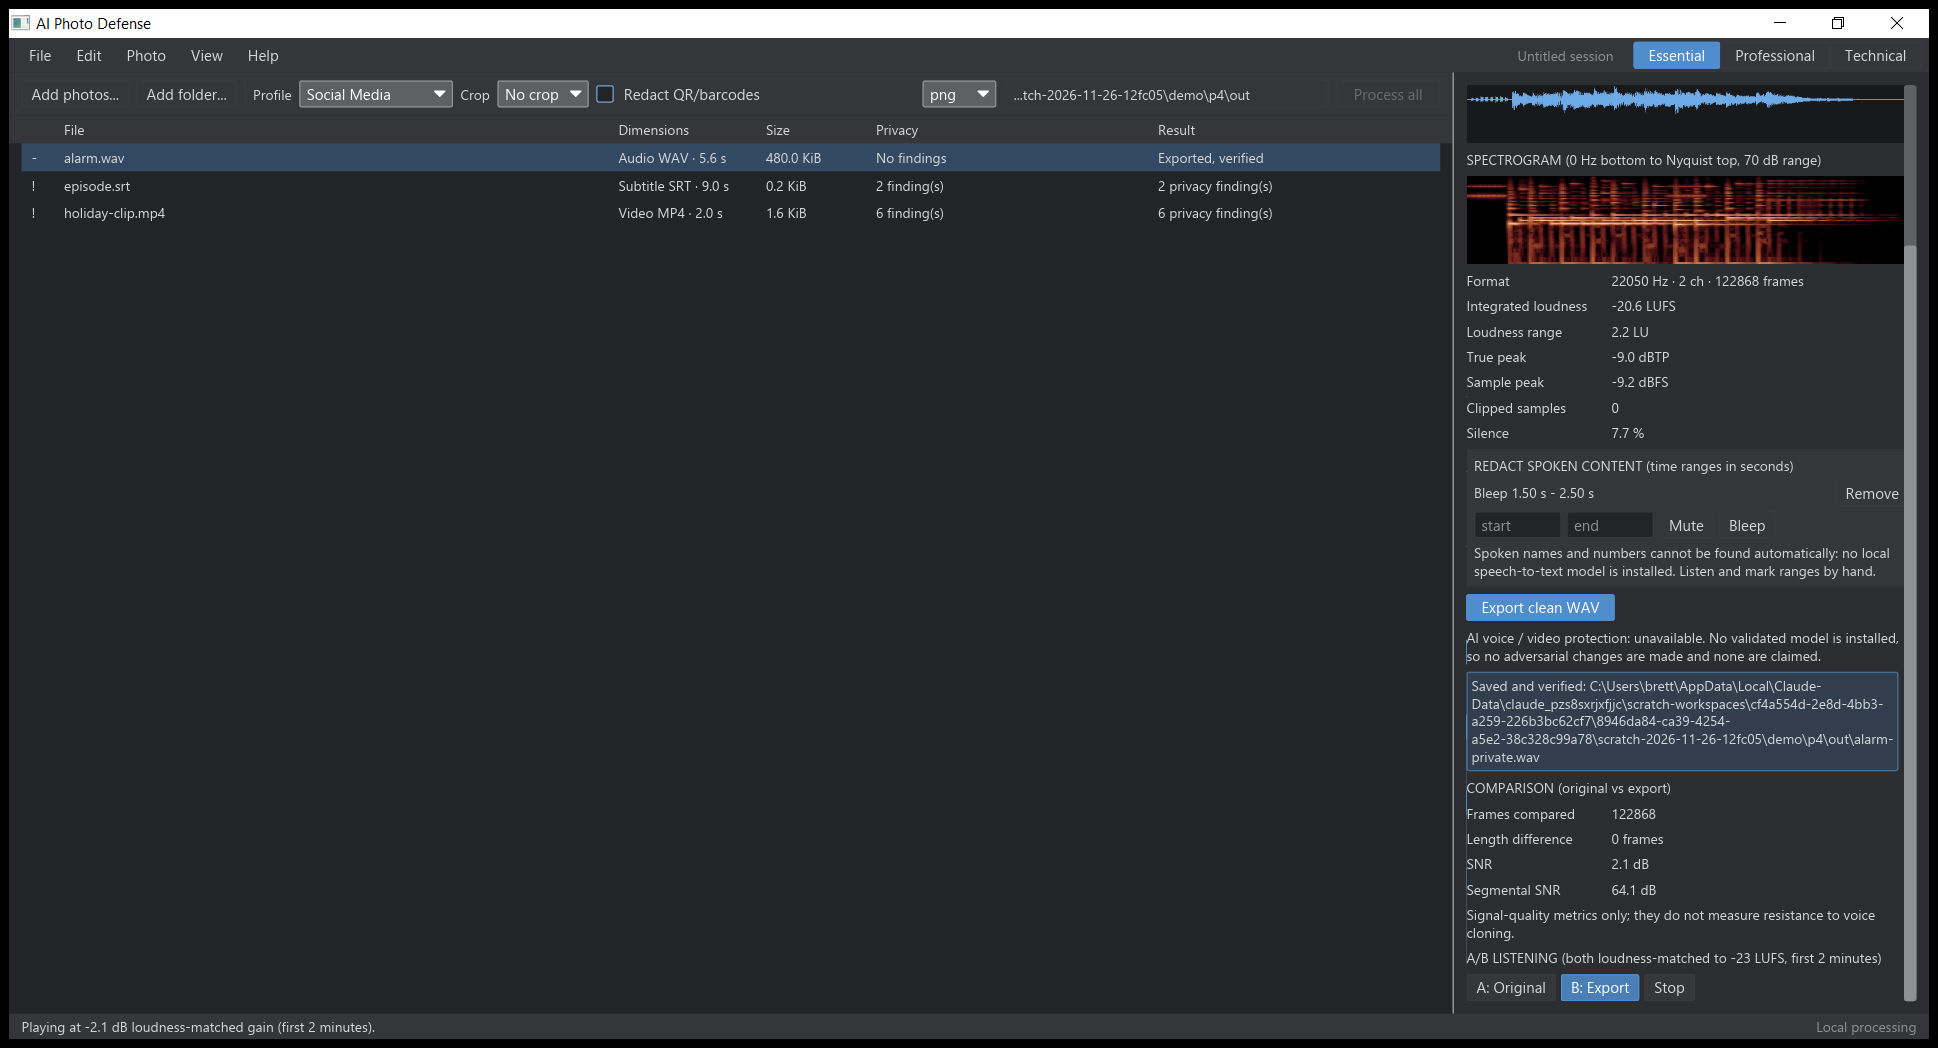 AI Photo Defense
File Edit Photo View Help
Untitled session Essential Professional Technical
Add photos... Add folder... Profile Social Media Crop No crop Redact QR/barcodes png ...tch-2026-11-26-12fc05\demo\p4\out Process all
File Dimensions Size Privacy Result
- alarm.wav Audio WAV · 5.6 s 480.0 KiB No findings Exported, verified
! episode.srt Subtitle SRT · 9.0 s 0.2 KiB 2 finding(s) 2 privacy finding(s)
! holiday-clip.mp4 Video MP4 · 2.0 s 1.6 KiB 6 finding(s) 6 privacy finding(s)
SPECTROGRAM (0 Hz bottom to Nyquist top, 70 dB range)
Format 22050 Hz · 2 ch · 122868 frames
Integrated loudness -20.6 LUFS
Loudness range 2.2 LU
True peak -9.0 dBTP
Sample peak -9.2 dBFS
Clipped samples 0
Silence 7.7 %
REDACT SPOKEN CONTENT (time ranges in seconds)
Bleep 1.50 s - 2.50 s Remove
start end Mute Bleep
Spoken names and numbers cannot be found automatically: no local
speech-to-text model is installed. Listen and mark ranges by hand.
Export clean WAV
AI voice / video protection: unavailable. No validated model is installed,
so no adversarial changes are made and none are claimed.
Saved and verified: C:\Users\brett\AppData\Local\Claude-
Data\claude_pzs8sxrjxfjjc\scratch-workspaces\cf4a554d-2e8d-4bb3-
a259-226b3bc62cf7\8946da84-ca39-4254-
a5e2-38c328c99a78\scratch-2026-11-26-12fc05\demo\p4\out\alarm-
private.wav
COMPARISON (original vs export)
Frames compared 122868
Length difference 0 frames
SNR 2.1 dB
Segmental SNR 64.1 dB
Signal-quality metrics only; they do not measure resistance to voice
cloning.
A/B LISTENING (both loudness-matched to -23 LUFS, first 2 minutes)
A: Original B: Export Stop
Playing at -2.1 dB loudness-matched gain (first 2 minutes). Local processing